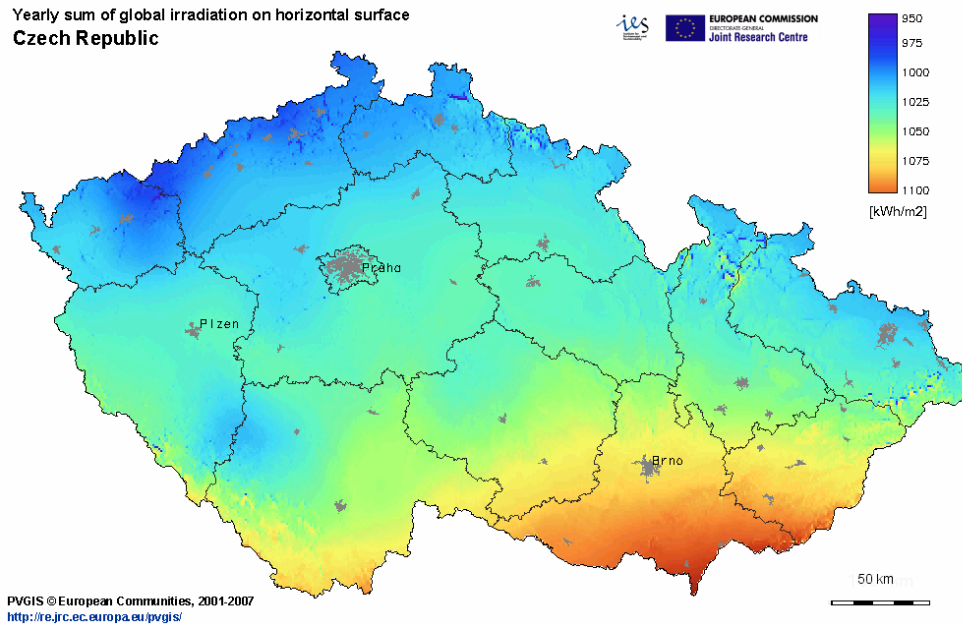 Yearly sum of global irradiation on horizontal surface
Czech Republic
ies
EUROPEAN COMMISSION
DIRECTORATE-GENERAL
Joint Research Centre
950
975
1000
1025
1050
1075
1100
[kWh/m2]
Praha
Plzen
Brno
50 km
PVGIS © European Communities, 2001-2007
http://re.jrc.ec.europa.eu/pvgis/